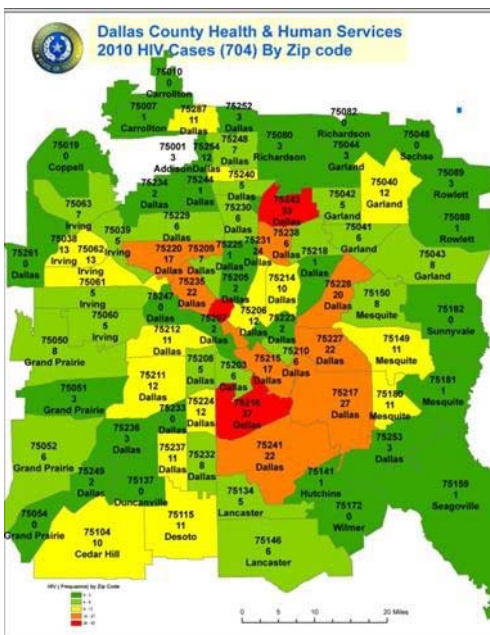 Dallas County Health & Human Services
2010 HIV Cases (704) By Zip code
75010
0
Carrollton
75007
1
Carrollton
75287
11
Dallas
75252
3
Dallas
75082
0
Richardson
75019
0
Coppell
75001
3
Addison
75254
12
Dallas
75248
7
Dallas
75080
3
Richardson
75044
3
Garland
75048
0
Sachse
75240
5
Dallas
75040
12
Garland
75089
3
Rowlett
75234
2
Dallas
75244
1
Dallas
75063
7
Irving
75039
5
Irving
75229
6
Dallas
75230
6
Dallas
75243
Dallas
75042
5
Garland
75088
1
Rowlett
75038
13
Irving
75062
13
Irving
75220
17
Dallas
75209
7
Dallas
75225
1
Dallas
75231
24
75238
6
Dallas
75218
1
Dallas
75041
6
Garland
75043
8
Garland
75261
0
Dallas
75061
5
Irving
75235
22
Dallas
75205
2
Dallas
75214
10
Dallas
75228
20
Dallas
75150
8
Mesquite
75182
0
Sunnyvale
75247
0
Dallas
75206
12
Dallas
75223
2
Dallas
75060
5
Irving
75050
8
Grand Prairie
75212
11
Dallas
2
Dallas
75227
22
Dallas
75149
11
Mesquite
75208
5
Dallas
75203
6
Dallas
75215
17
Dallas
75210
6
Dallas
75211
12
Dallas
75051
3
Grand Prairie
75224
12
Dallas
37
Dallas
75217
27
Dallas
75180
11
Mesquite
75181
1
Mesquite
75233
0
Dallas
75236
3
Dallas
75052
6
Grand Prairie
75237
11
Dallas
75232
8
Dallas
75241
22
Dallas
75253
3
Dallas
75249
2
Dallas
75137
0
Duncanville
75141
1
Hutchins
75134
5
Lancaster
75172
0
Wilmer
75159
1
Seagoville
75054
0
Grand Prairie
75104
10
Cedar Hill
75115
11
Desoto
75146
6
Lancaster
HIV ( Frequency) by Zip Code
0 10 20 Miles